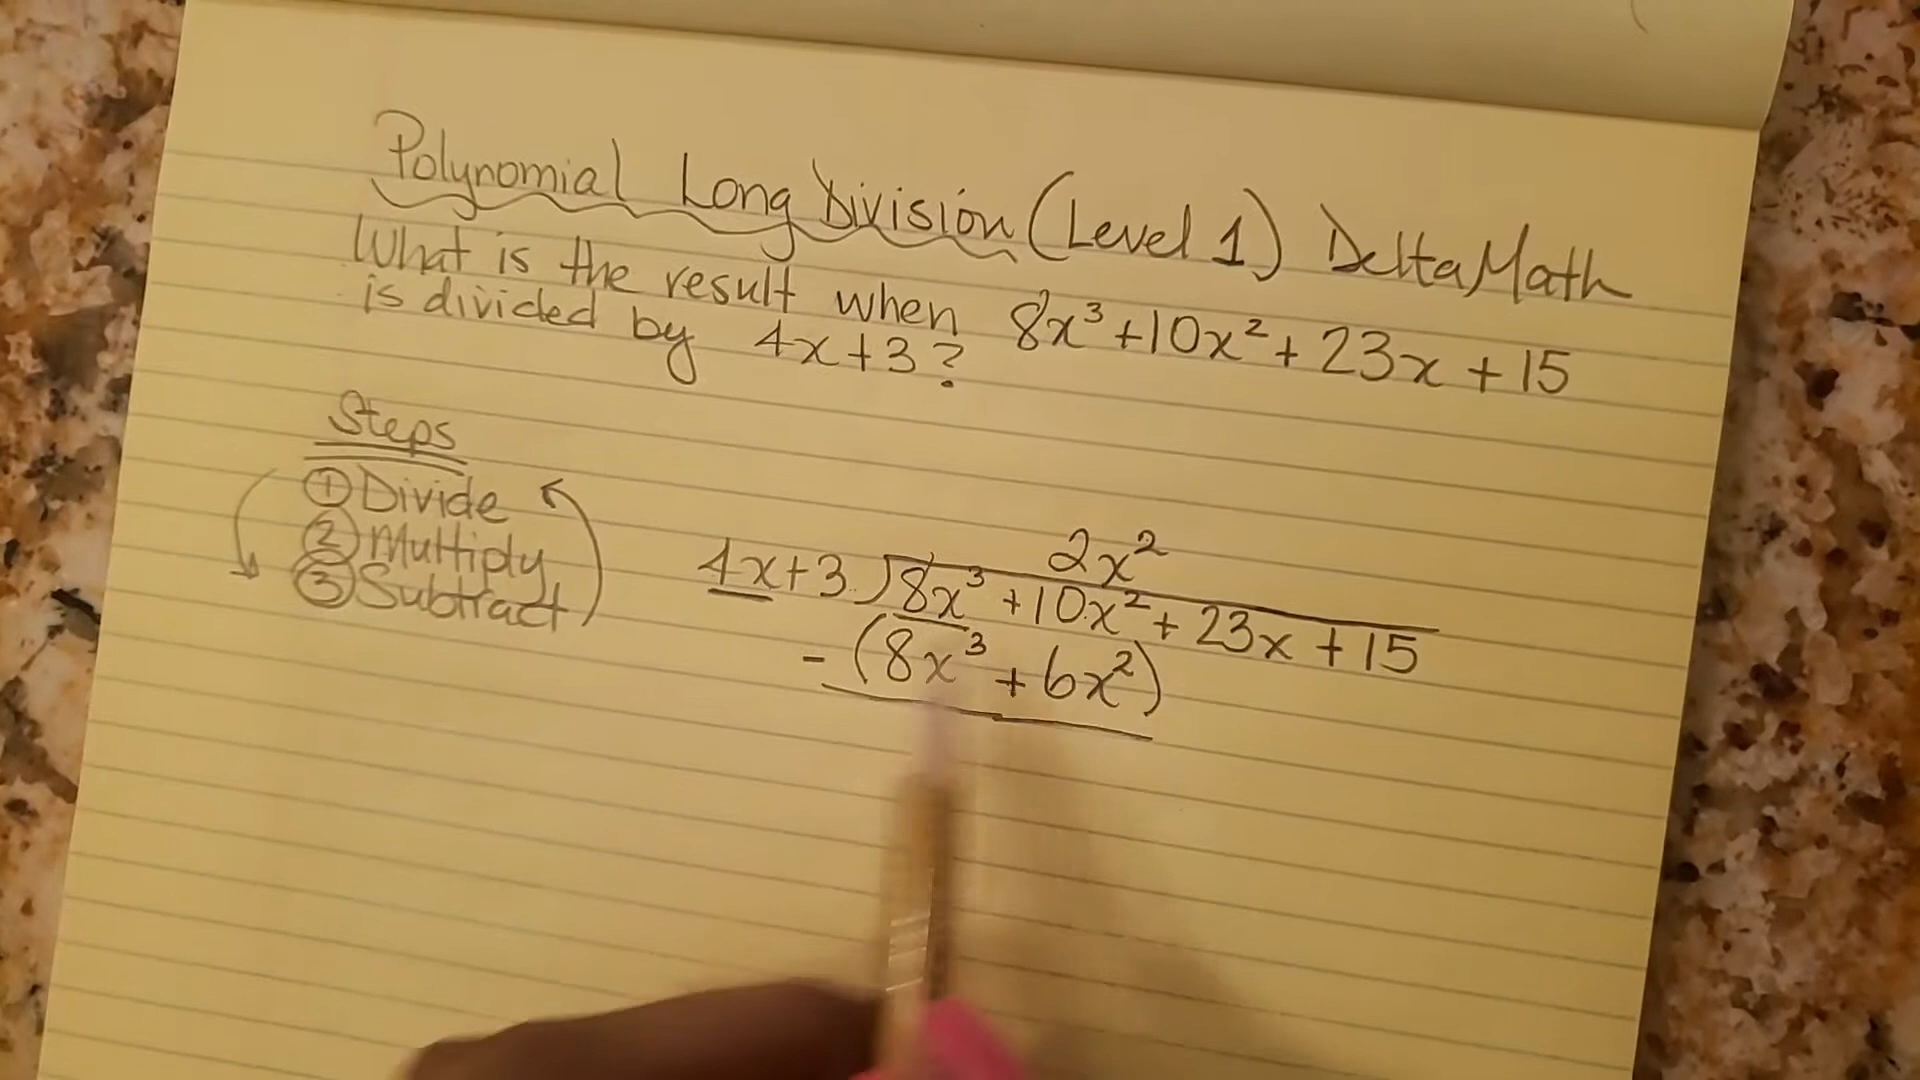 Polynomial Long Division (Level 1) DeltaMath
What is the result when 8x³ + 10x² + 23x + 15
is divided by 4x + 3?
Steps
① Divide
② Multiply
③ Subtract
2x²
4x + 3 ) 8x³ + 10x² + 23x + 15
- (8x³ + 6x²)